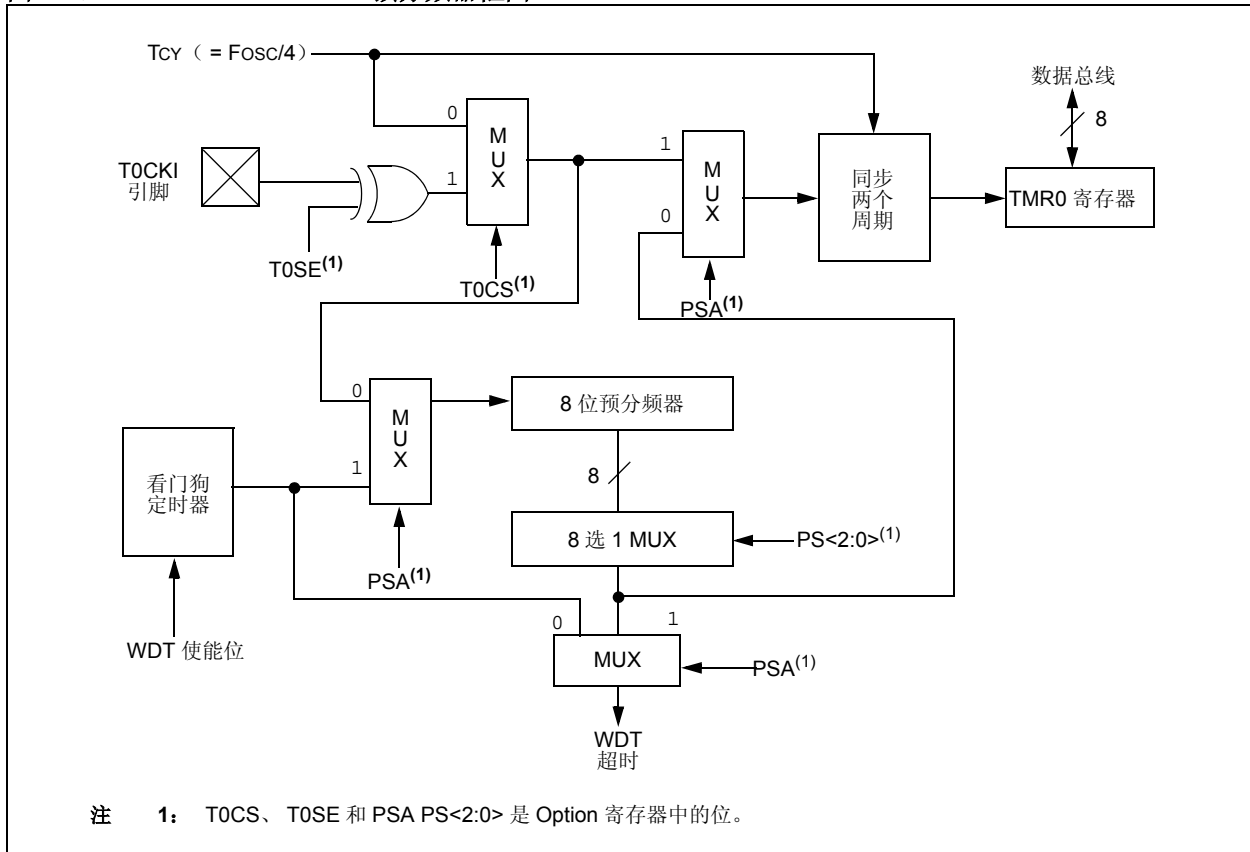 TCY （ = FOSC/4）
数据总线
8
0
M
U
X
1
T0CKI
引脚
T0SE(1)
T0CS(1)
1
M
U
X
0
PSA(1)
同步
两个
周期
TMR0 寄存器
0
M
U
X
1
8 位预分频器
看门狗
定时器
8
8 选 1 MUX
PS<2:0>(1)
PSA(1)
WDT 使能位
0
1
MUX
PSA(1)
WDT
超时
注 1： T0CS、 T0SE 和 PSA PS<2:0> 是 Option 寄存器中的位。